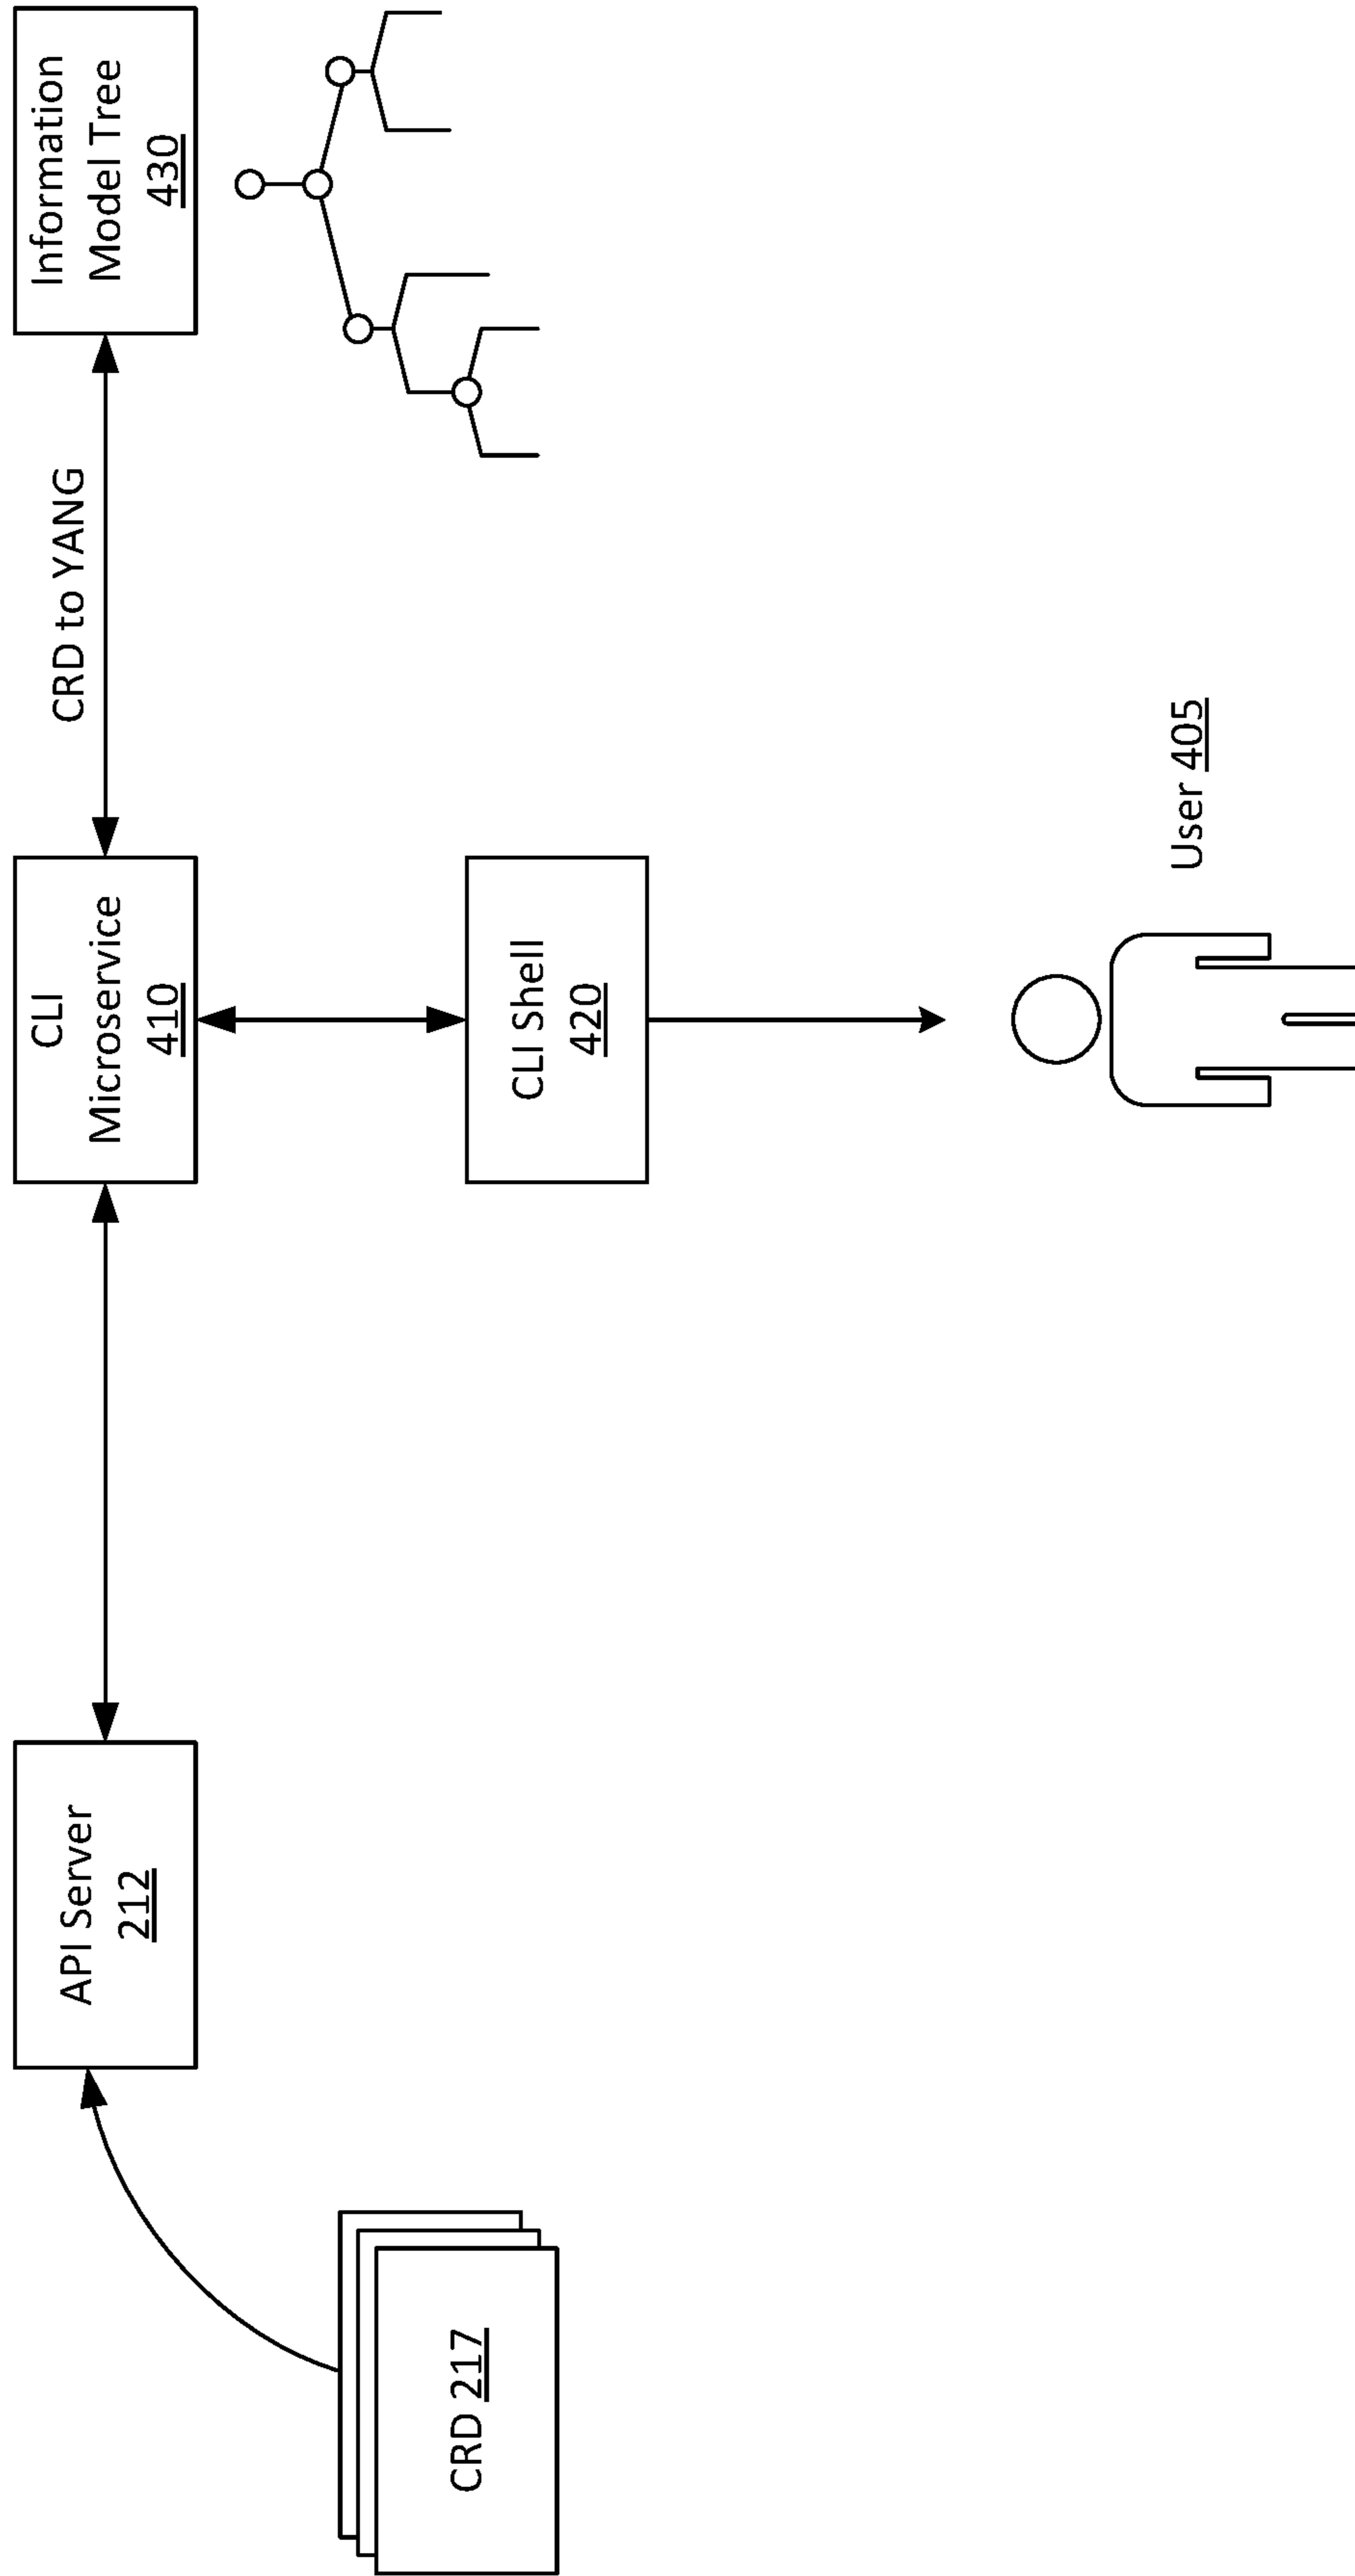 CRD 217
API Server
212
CLI
Microservice
410
CRD to YANG
Information
Model Tree
430
CLI Shell
420
User 405